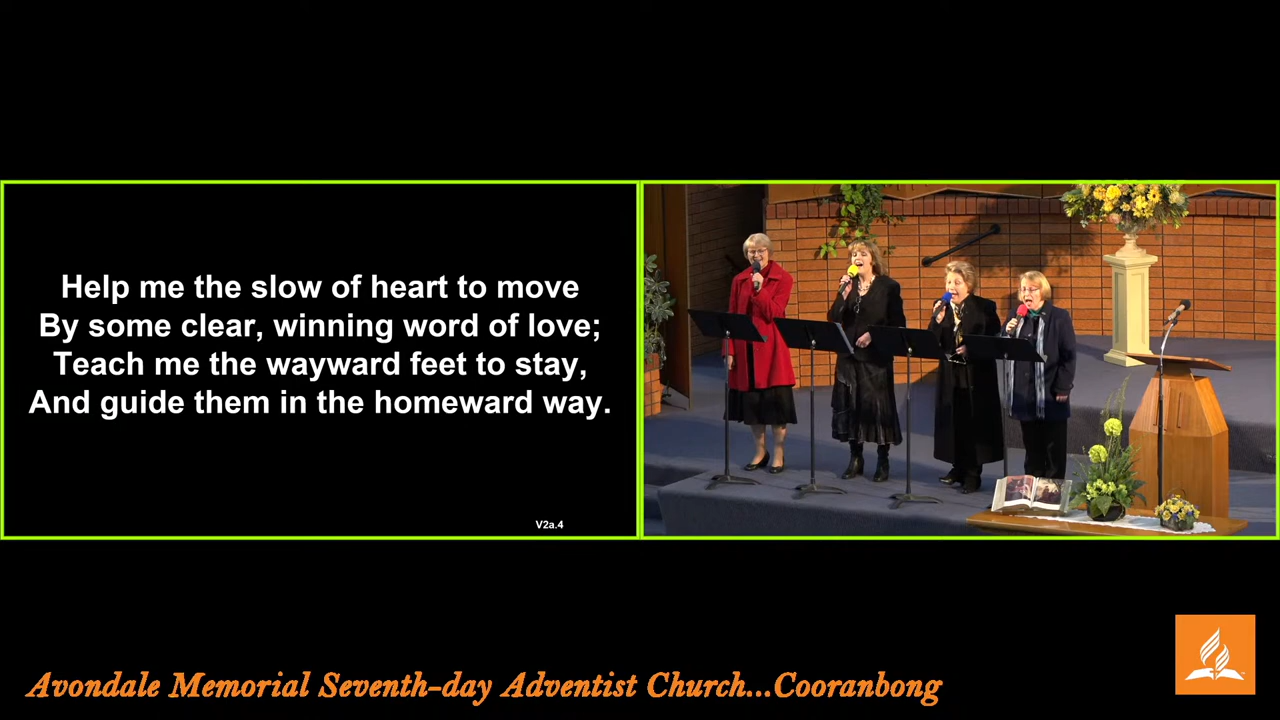 Help me the slow of heart to move
By some clear, winning word of love;
Teach me the wayward feet to stay,
And guide them in the homeward way.
V2a.4
Avondale Memorial Seventh-day Adventist Church...Cooranbong